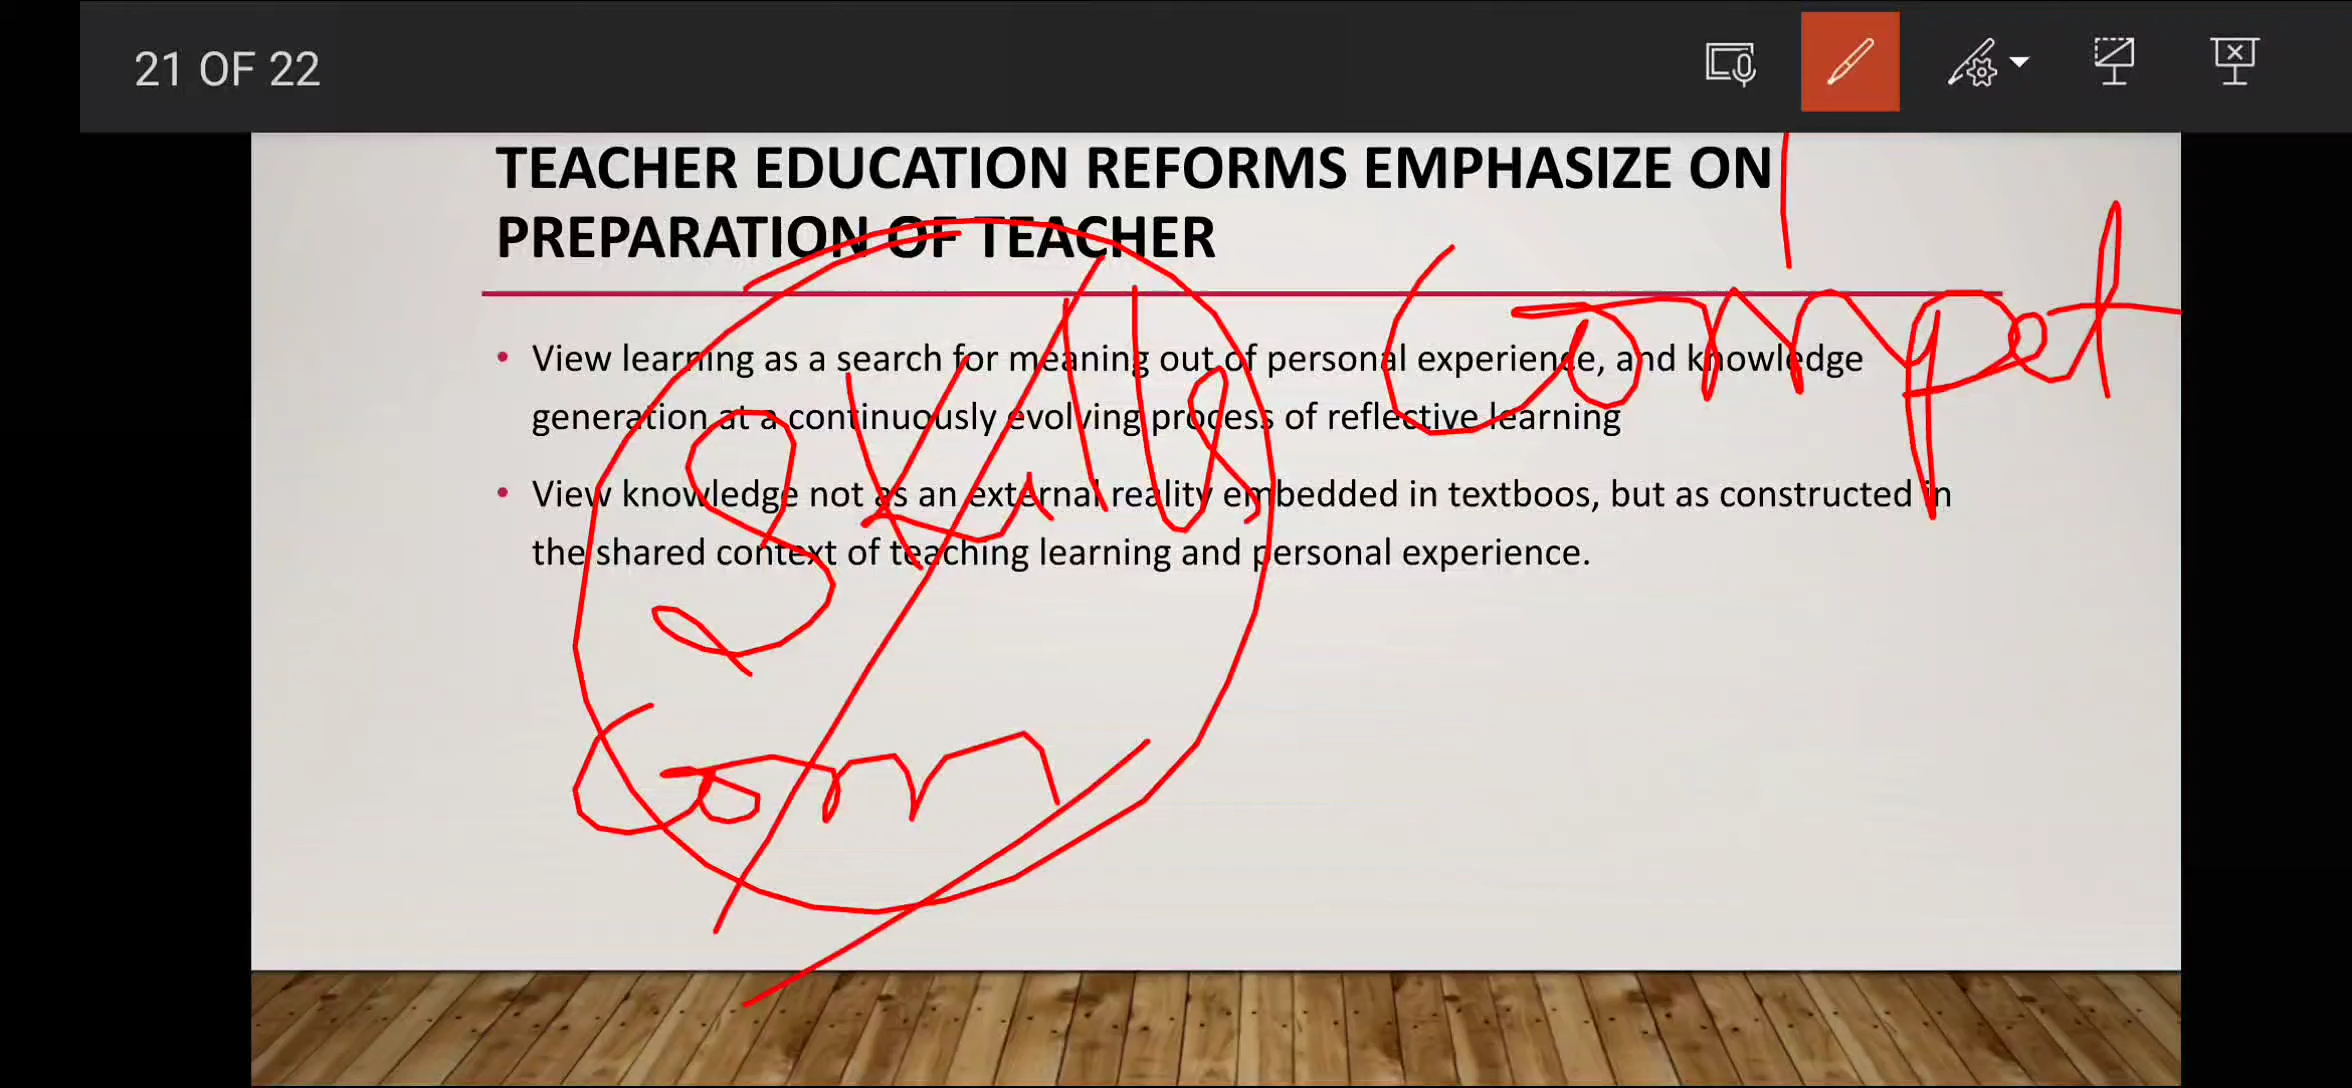 21 OF 22
TEACHER EDUCATION REFORMS EMPHASIZE ON
PREPARATION OF TEACHER
• View learning as a search for meaning out of personal experience, and knowledge
generation at a continuously evolving process of reflective learning
• View knowledge not as an external reality embedded in textboos, but as constructed in
the shared context of teaching learning and personal experience.
Skills
Compet
Com